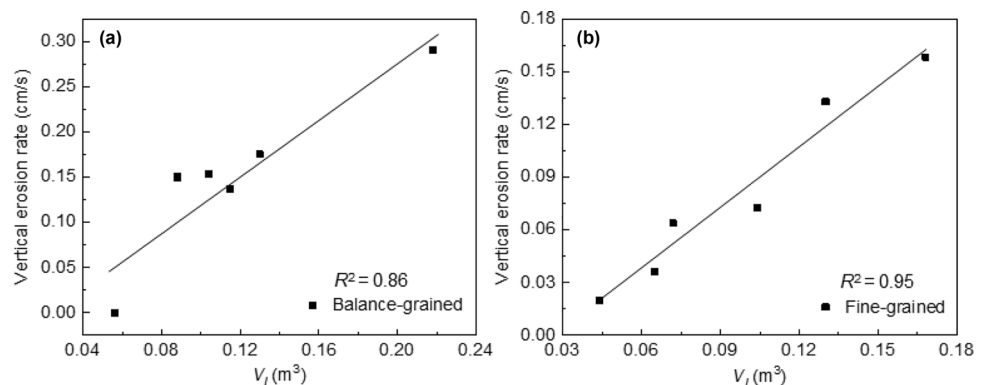 (a)
Vertical erosion rate (cm/s)
0.30
0.25
0.20
0.15
0.10
0.05
0.00
R² = 0.86
Balance-grained
0.04 0.08 0.12 0.16 0.20 0.24
V_l (m³)
(b)
Vertical erosion rate (cm/s)
0.18
0.15
0.12
0.09
0.06
0.03
0.00
R² = 0.95
Fine-grained
0.03 0.06 0.09 0.12 0.15 0.18
V_l (m³)